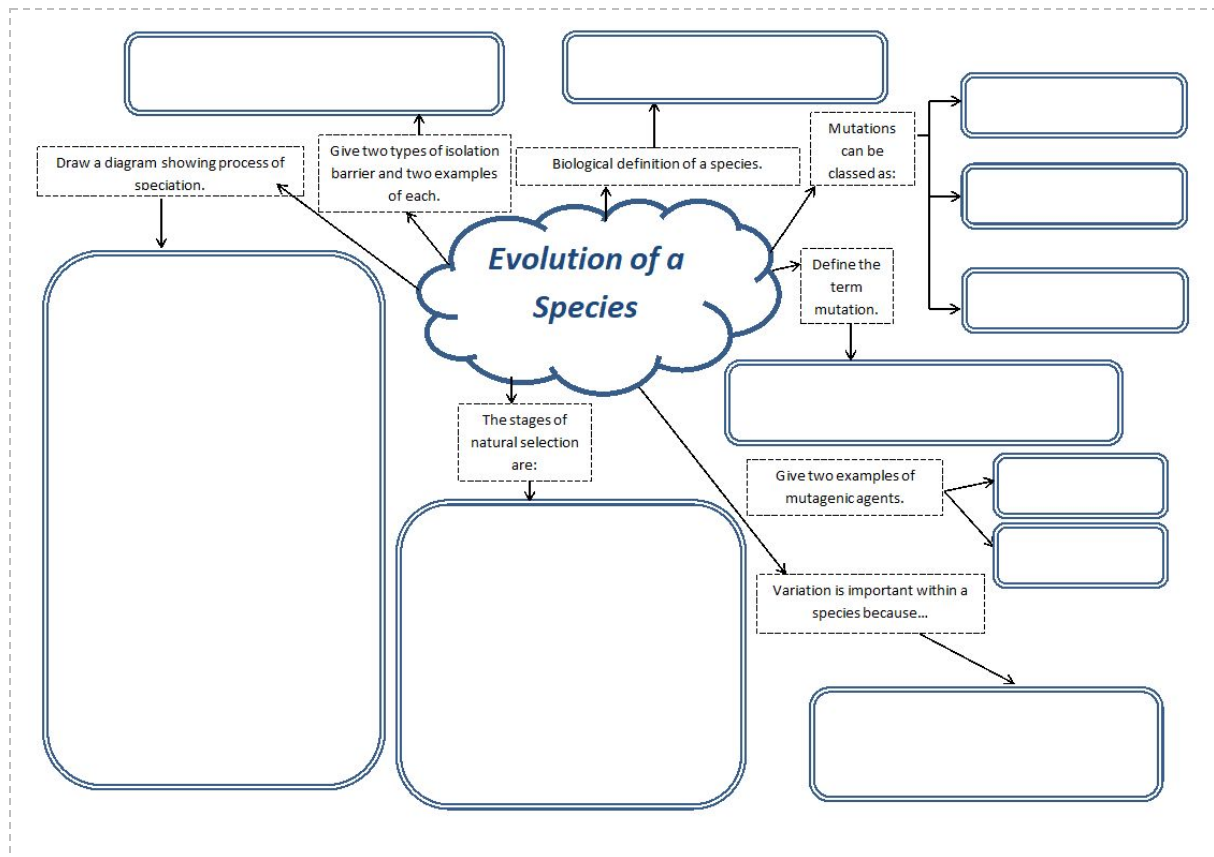 Draw a diagram showing process of
speciation.
Give two types of isolation
barrier and two examples
of each.
Biological definition of a species.
Mutations
can be
classed as:
Evolution of a
Species
Define the
term
mutation.
The stages of
natural selection
are:
Give two examples of
mutagenic agents.
Variation is important within a
species because...